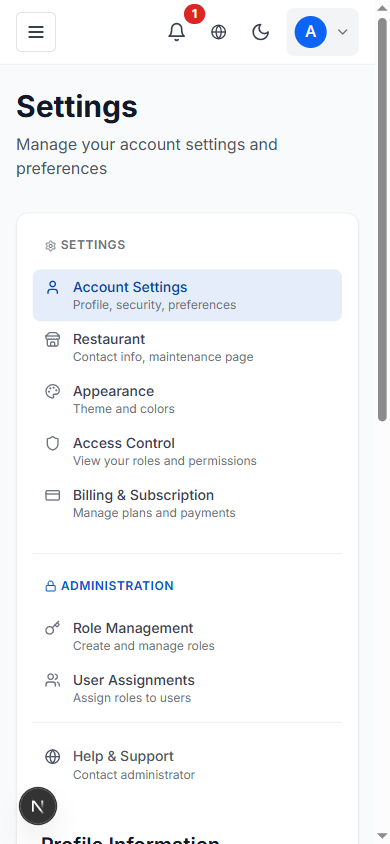 1
A
Settings
Manage your account settings and
preferences
SETTINGS
Account Settings
Profile, security, preferences
Restaurant
Contact info, maintenance page
Appearance
Theme and colors
Access Control
View your roles and permissions
Billing & Subscription
Manage plans and payments
ADMINISTRATION
Role Management
Create and manage roles
User Assignments
Assign roles to users
Help & Support
Contact administrator
N
Profile Information